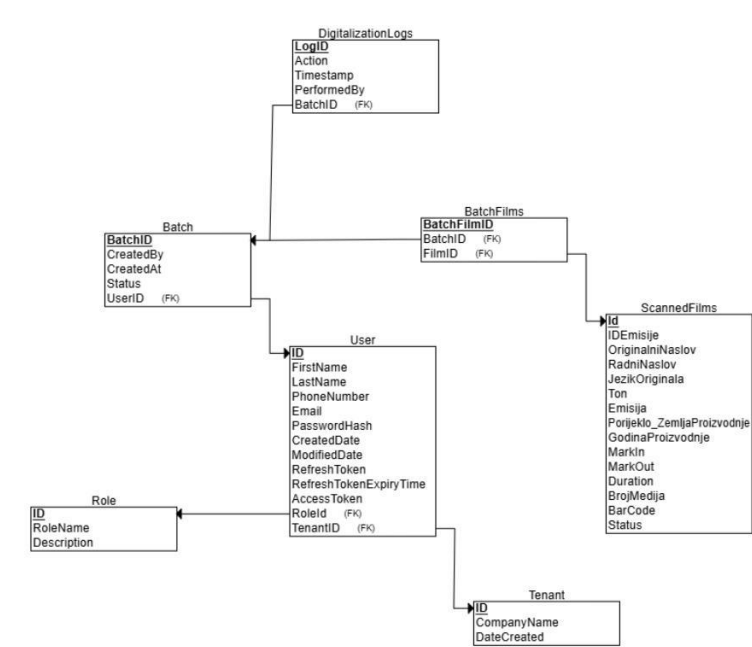 DigitalizationLogs
LogID
Action
Timestamp
PerformedBy
BatchID (FK)
BatchFilms
BatchFilmID
BatchID (FK)
FilmID (FK)
Batch
BatchID
CreatedBy
CreatedAt
Status
UserID (FK)
ScannedFilms
Id
IDEmisije
OriginalniNaslov
RadniNaslov
JezikOriginala
Ton
Emisija
Porijeklo_ZemljaProizvodnje
GodinaProizvodnje
MarkIn
MarkOut
Duration
BrojMedija
BarCode
Status
User
ID
FirstName
LastName
PhoneNumber
Email
PasswordHash
CreatedDate
ModifiedDate
RefreshToken
RefreshTokenExpiryTime
AccessToken
RoleId (FK)
TenantID (FK)
Role
ID
RoleName
Description
Tenant
ID
CompanyName
DateCreated